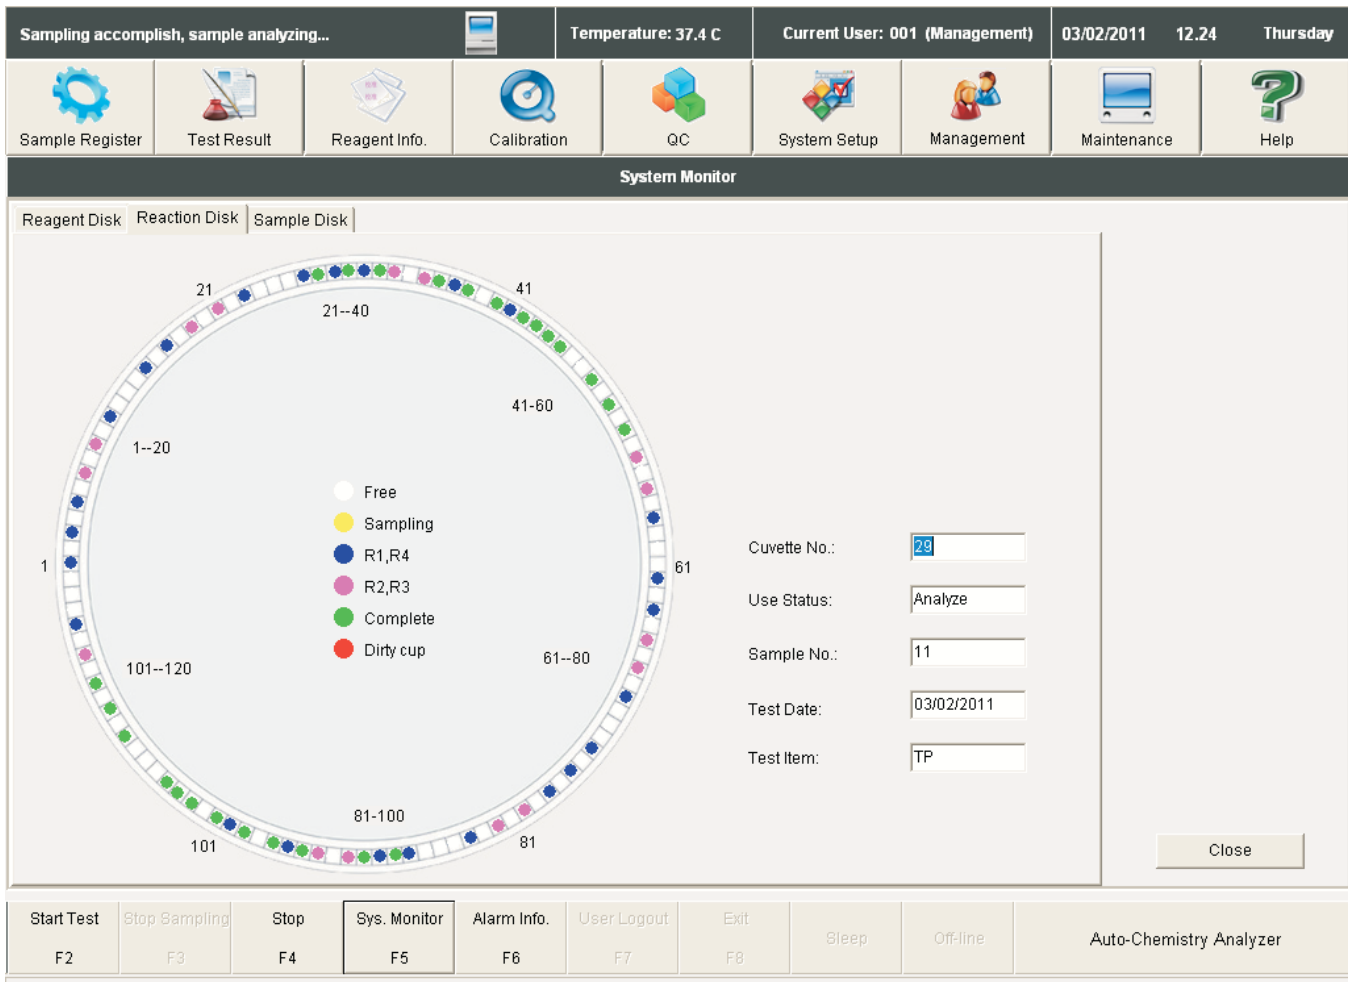 Sampling accomplish, sample analyzing...
Temperature: 37.4 C
Current User: 001 (Management)
03/02/2011 12.24 Thursday
Sample Register
Test Result
Reagent Info.
Calibration
QC
System Setup
Management
Maintenance
Help
System Monitor
Reagent Disk
Reaction Disk
Sample Disk
21
41
21--40
41-60
1--20
Free
Sampling
R1,R4
R2,R3
Complete
Dirty cup
1
61
101--120
61--80
81-100
101
81
Cuvette No.: 29
Use Status: Analyze
Sample No.: 11
Test Date: 03/02/2011
Test Item: TP
Close
Start Test F2
Stop Sampling F3
Stop F4
Sys. Monitor F5
Alarm Info. F6
User Logout F7
Exit F8
Sleep
Off-line
Auto-Chemistry Analyzer